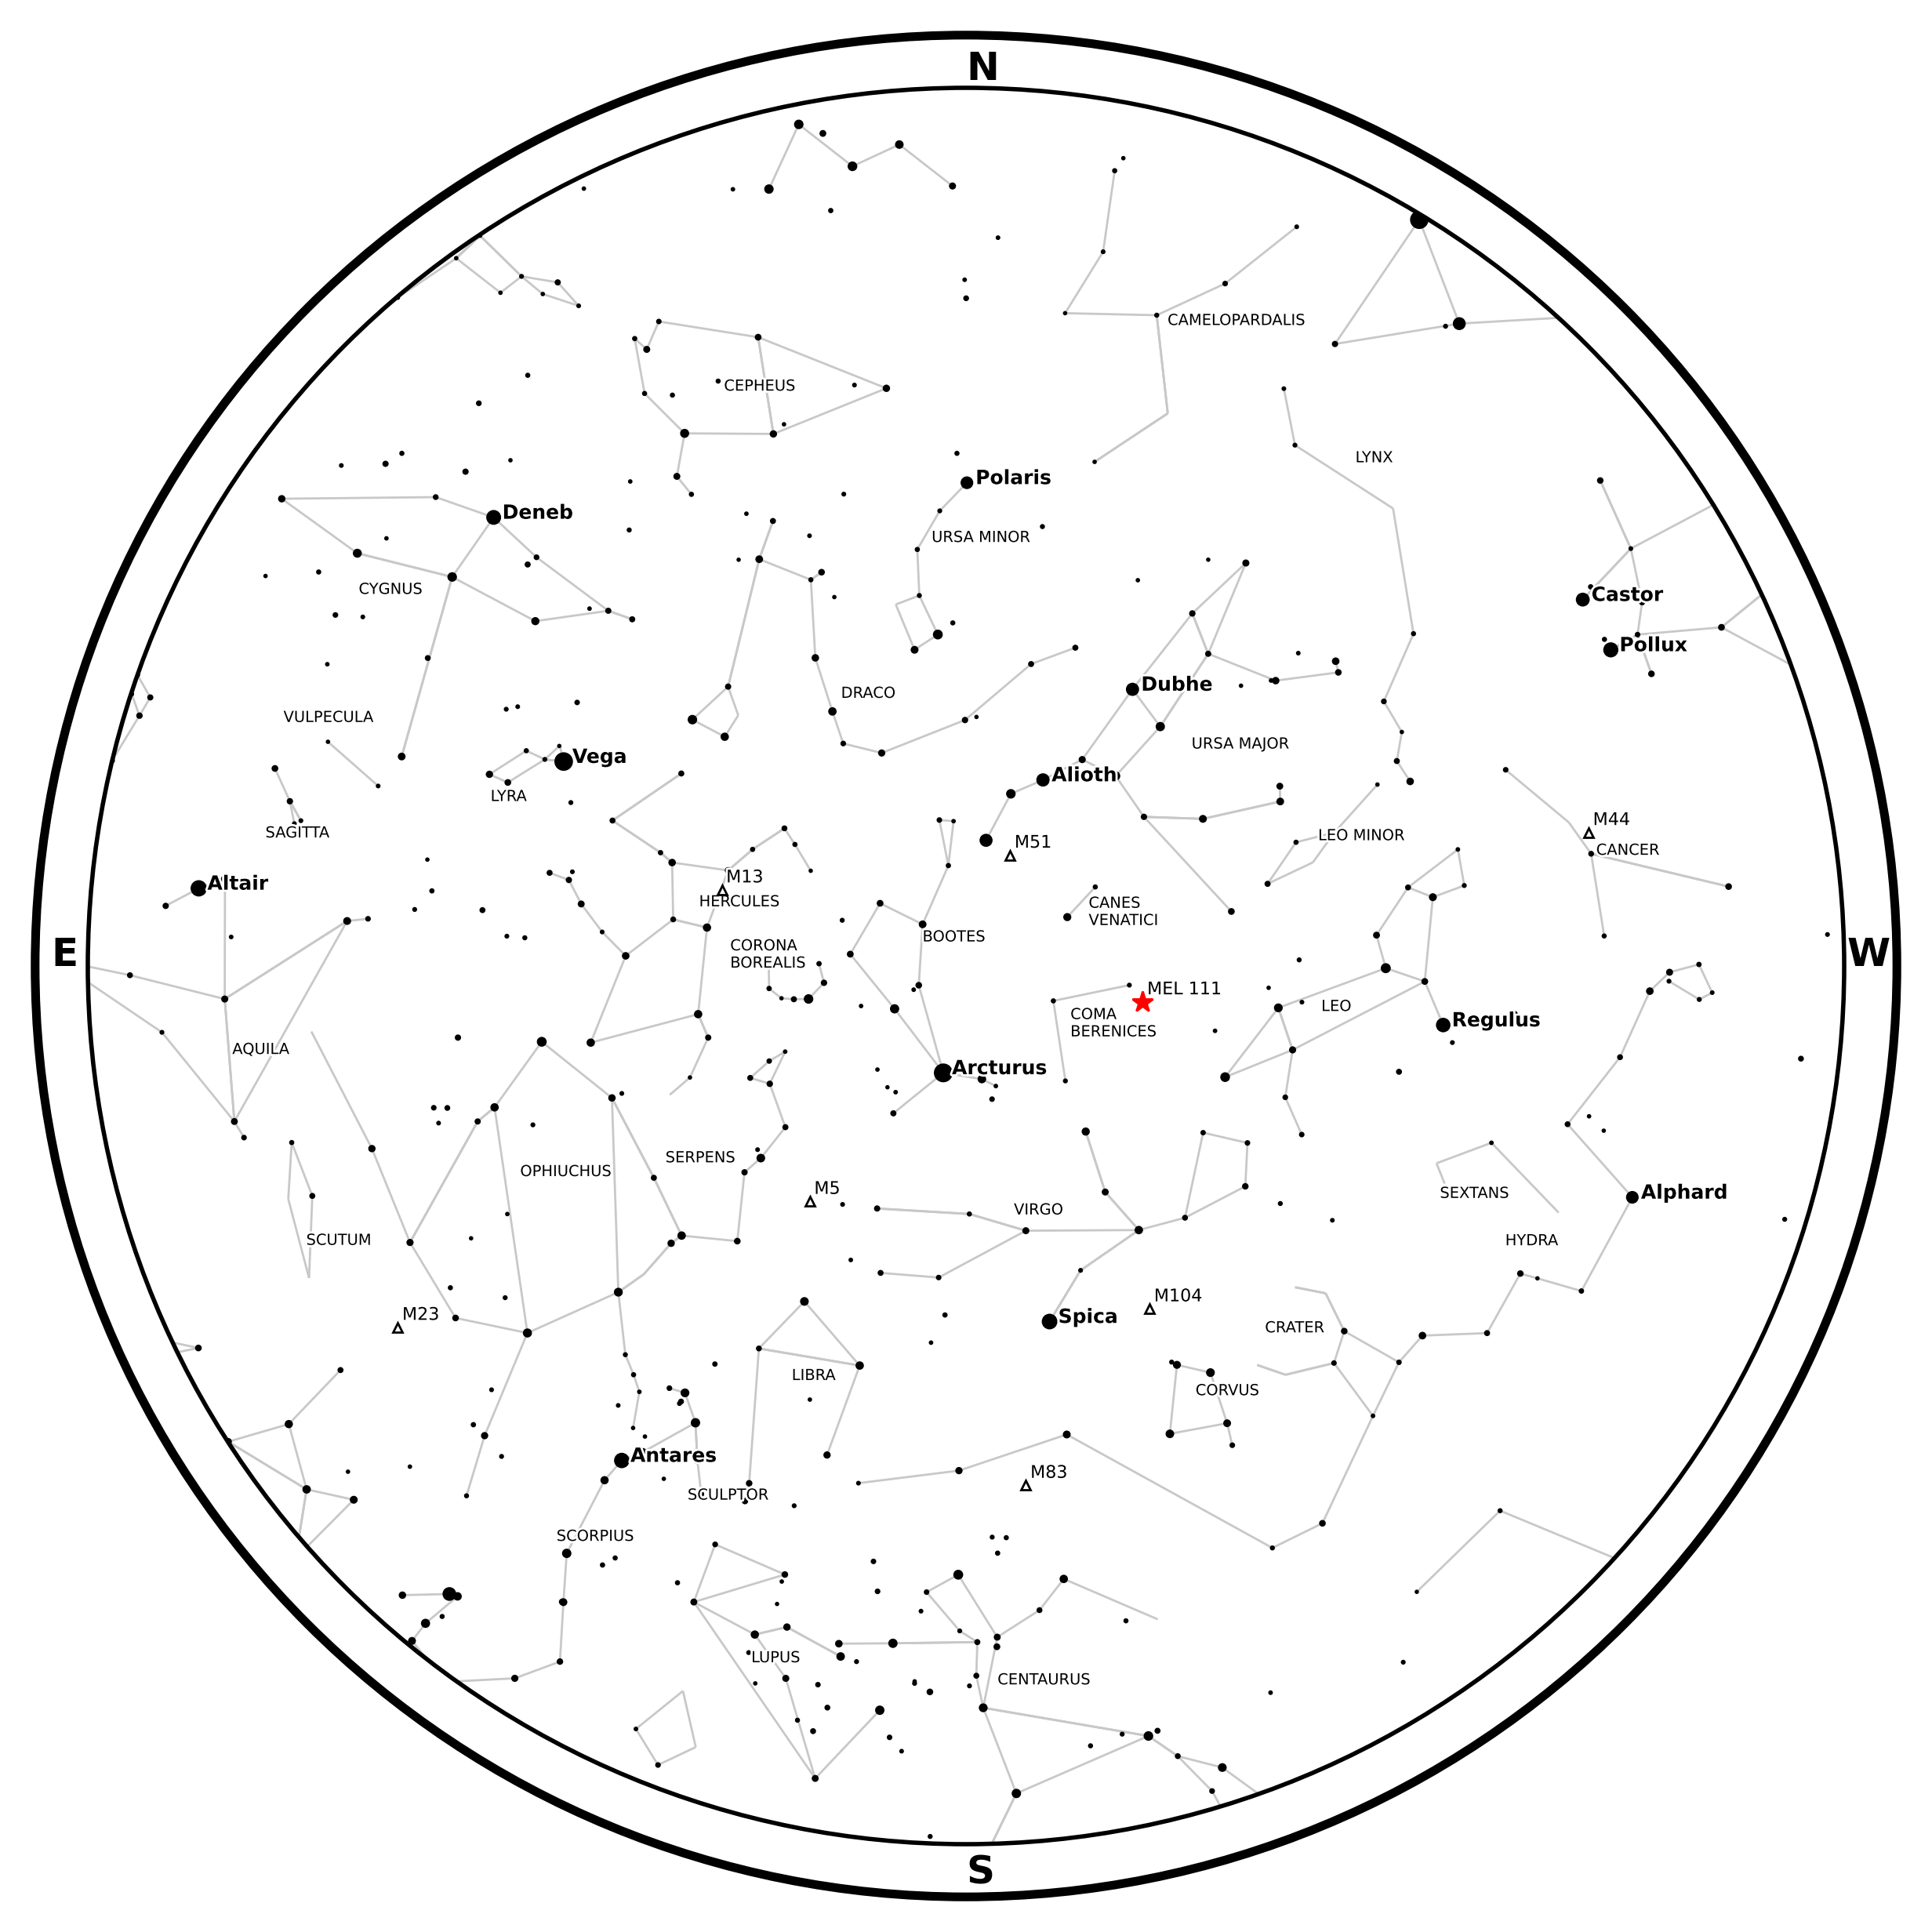 N
CAMELOPARDALIS
CEPHEUS
LYNX
Polaris
Deneb
URSA MINOR
CYGNUS
Castor
Pollux
Dubhe
DRACO
VULPECULA
URSA MAJOR
Vega
Alioth
LYRA
M44
SAGITTA
LEO MINOR
M51
CANCER
M13
Altair
HERCULES
CANES
VENATICI
BOOTES
CORONA
BOREALIS
E
W
MEL 111
LEO
COMA
BERENICES
Regulus
AQUILA
Arcturus
SERPENS
OPHIUCHUS
M5
SEXTANS
Alphard
VIRGO
SCUTUM
HYDRA
M104
M23
Spica
CRATER
LIBRA
CORVUS
Antares
M83
SCULPTOR
SCORPIUS
LUPUS
CENTAURUS
S